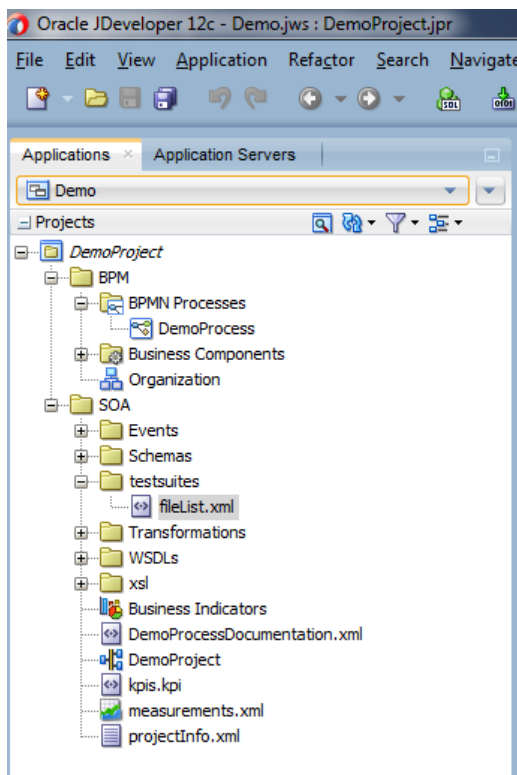 Oracle JDeveloper 12c - Demo.jws : DemoProject.jpr
File Edit View Application Refactor Search Navigate
Applications Application Servers
Demo
Projects
DemoProject
BPM
BPMN Processes
DemoProcess
Business Components
Organization
SOA
Events
Schemas
testsuites
fileList.xml
Transformations
WSDLs
xsl
Business Indicators
DemoProcessDocumentation.xml
DemoProject
kpis.kpi
measurements.xml
projectInfo.xml